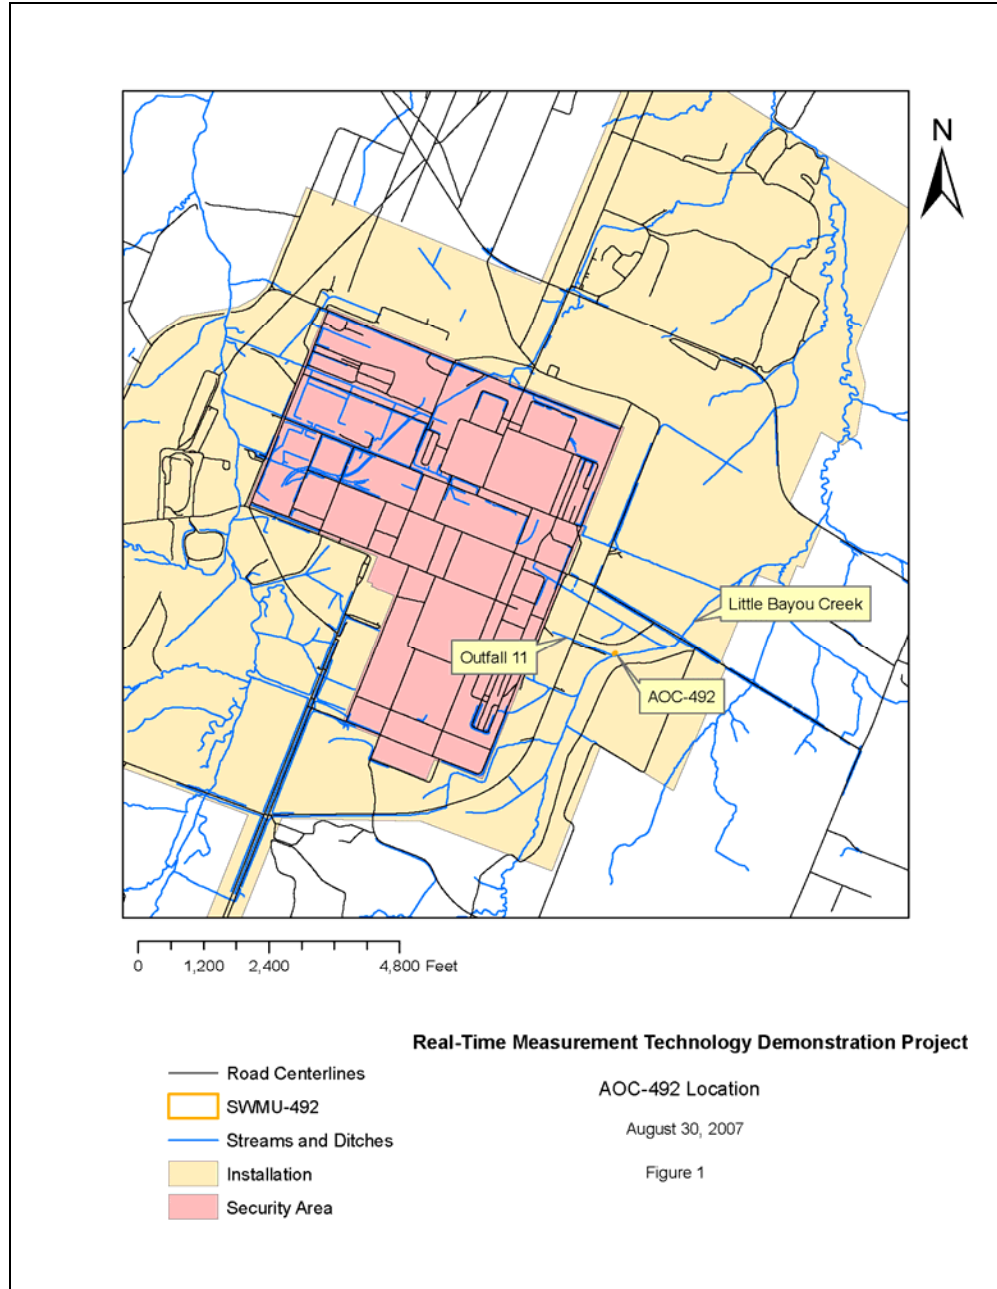 N
Little Bayou Creek
Outfall 11
AOC-492
0 1,200 2,400 4,800 Feet
Real-Time Measurement Technology Demonstration Project
AOC-492 Location
August 30, 2007
Figure 1
Road Centerlines
SWMU-492
Streams and Ditches
Installation
Security Area